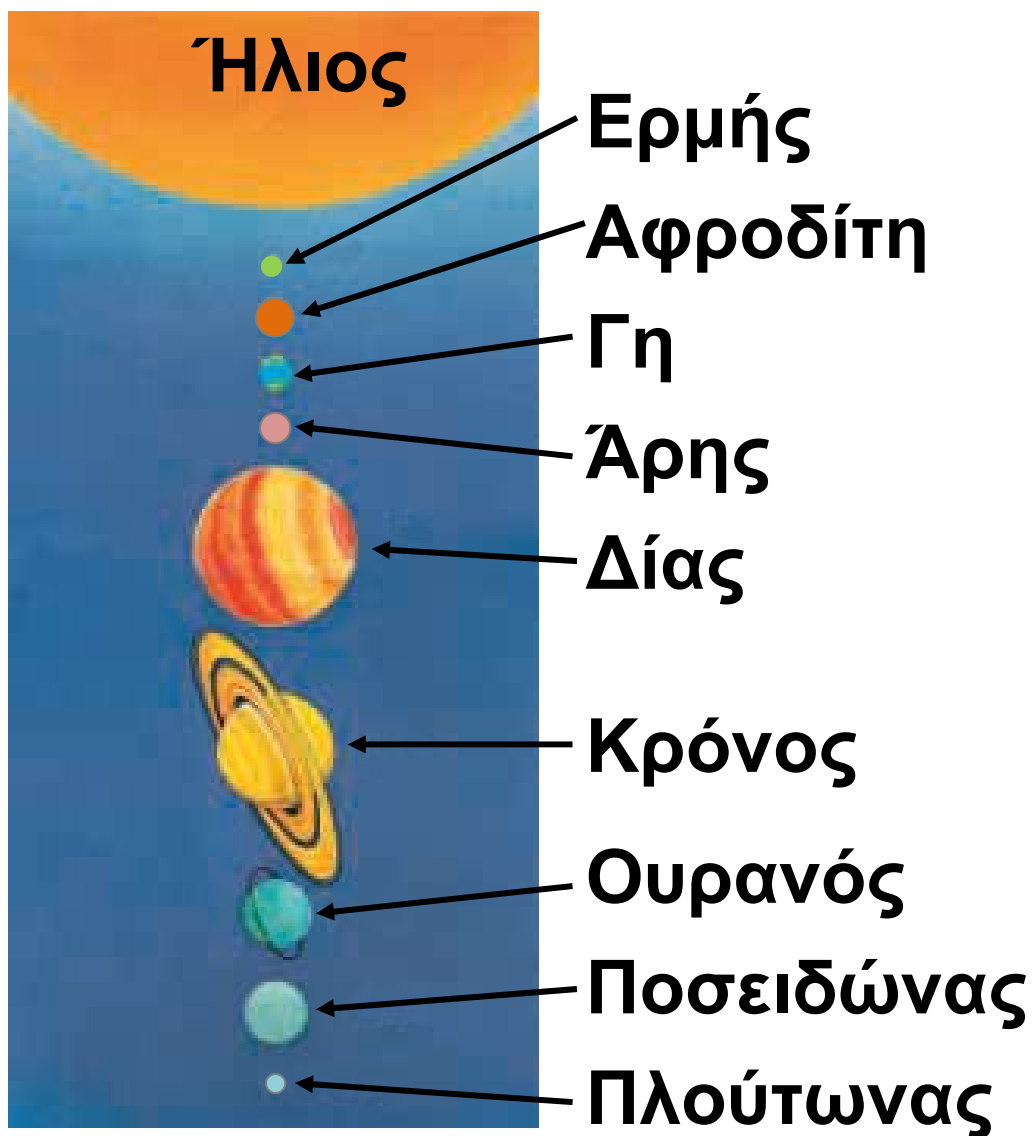 Ήλιος
Ερμής
Αφροδίτη
Γη
Άρης
Δίας
Κρόνος
Ουρανός
Ποσειδώνας
Πλούτωνας